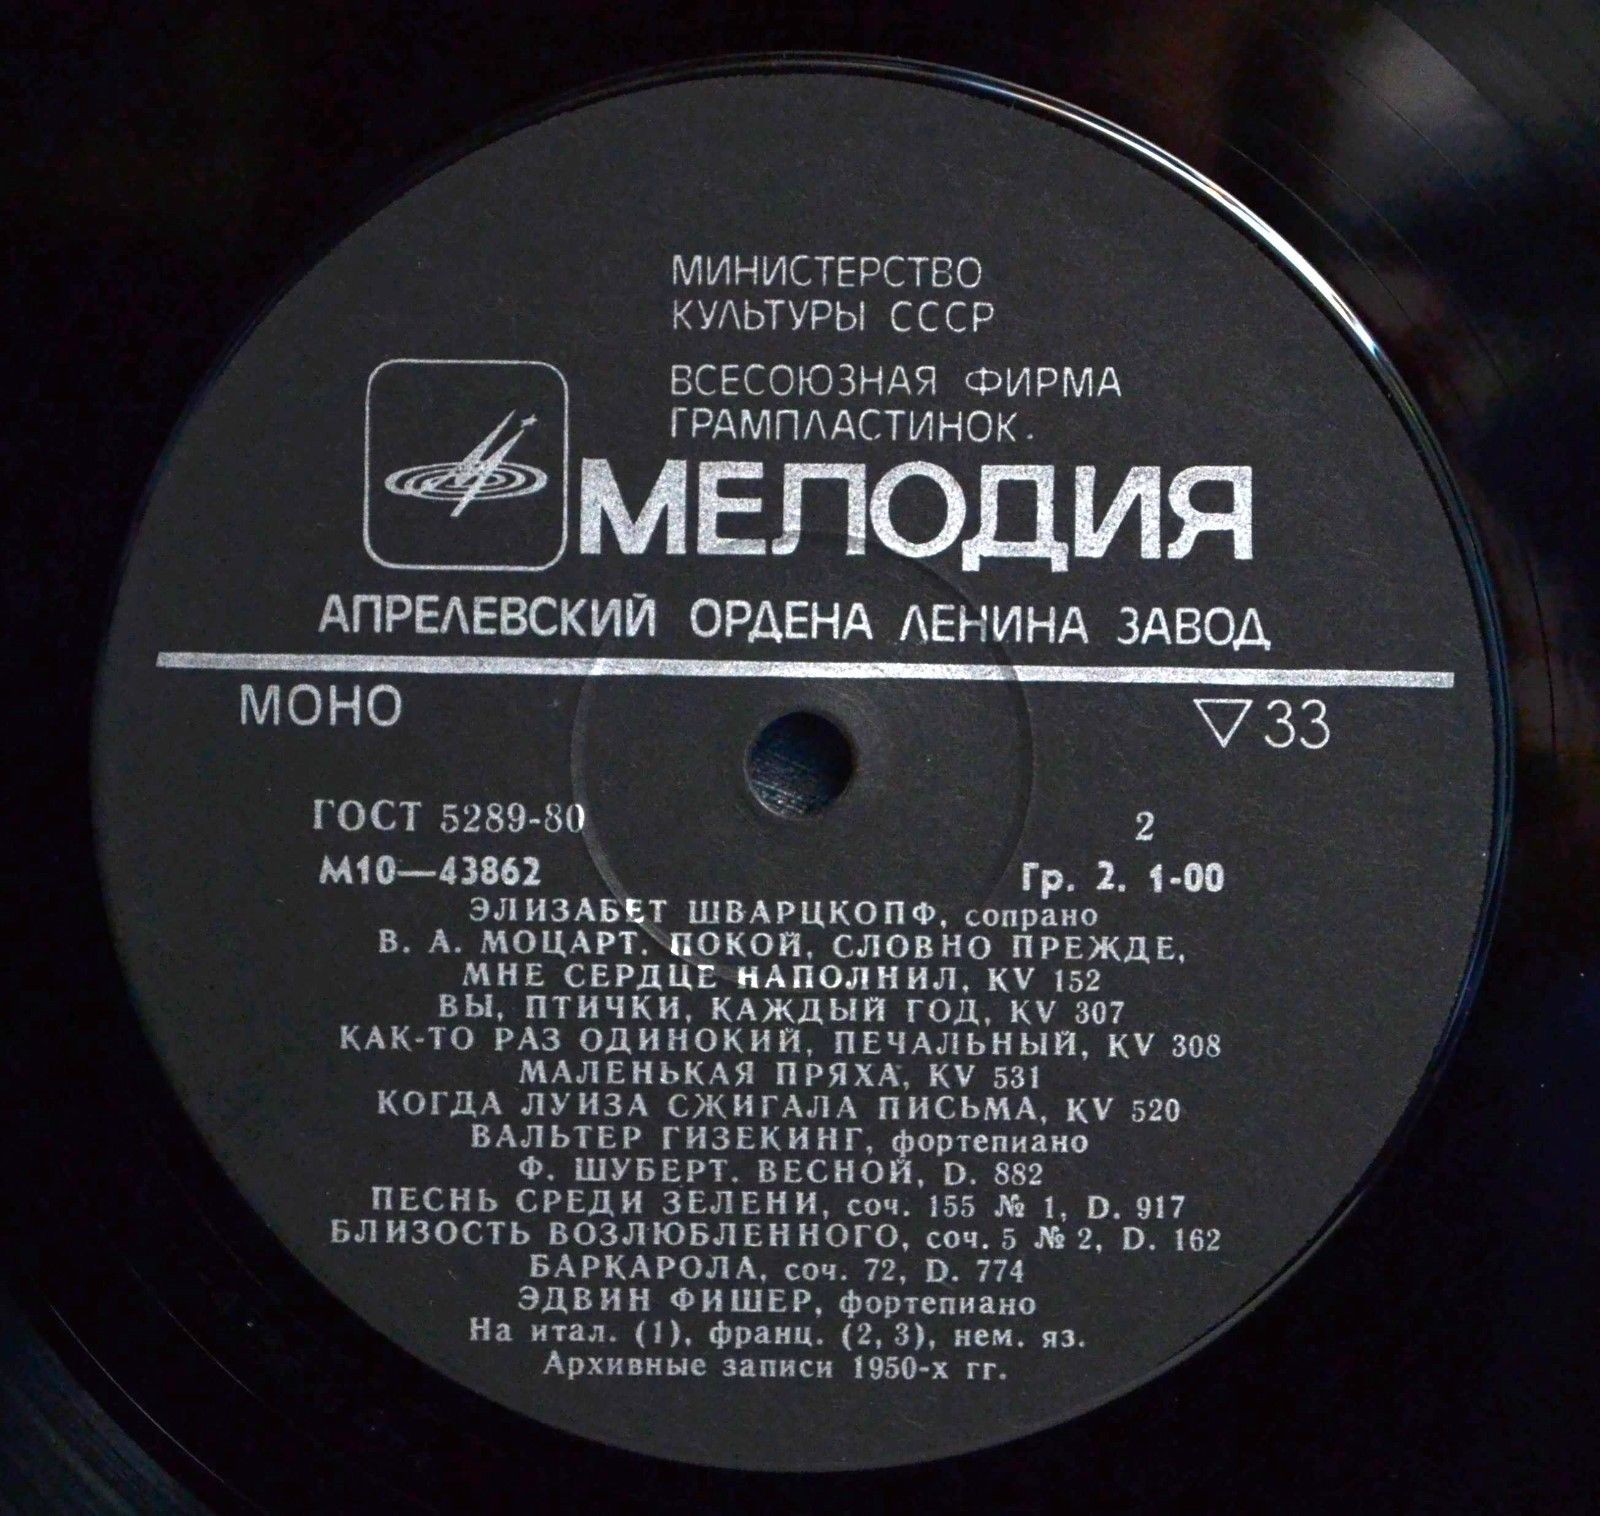 МИНИСТЕРСТВО
КУЛЬТУРЫ СССР
ВСЕСОЮЗНАЯ ФИРМА
ГРАМПЛАСТИНОК.
МЕЛОДИЯ
АПРЕЛЕВСКИЙ ОРДЕНА ЛЕНИНА ЗАВОД
МОНО ▽33
ГОСТ 5289-80 2
М10—43862 Гр. 2. 1-00
ЭЛИЗАБЕТ ШВАРЦКОПФ, сопрано
В. А. МОЦАРТ. ПОКОЙ, СЛОВНО ПРЕЖДЕ,
МНЕ СЕРДЦЕ НАПОЛНИЛ, KV 152
ВЫ, ПТИЧКИ, КАЖДЫЙ ГОД, KV 307
КАК-ТО РАЗ ОДИНОКИЙ, ПЕЧАЛЬНЫЙ, KV 308
МАЛЕНЬКАЯ ПРЯХА, KV 531
КОГДА ЛУИЗА СЖИГАЛА ПИСЬМА, KV 520
ВАЛЬТЕР ГИЗЕКИНГ, фортепиано
Ф. ШУБЕРТ. ВЕСНОЙ, D. 882
ПЕСНЬ СРЕДИ ЗЕЛЕНИ, соч. 155 № 1, D. 917
БЛИЗОСТЬ ВОЗЛЮБЛЕННОГО, соч. 5 № 2, D. 162
БАРКАРОЛА, соч. 72, D. 774
ЭДВИН ФИШЕР, фортепиано
На итал. (1), франц. (2, 3), нем. яз.
Архивные записи 1950-х гг.